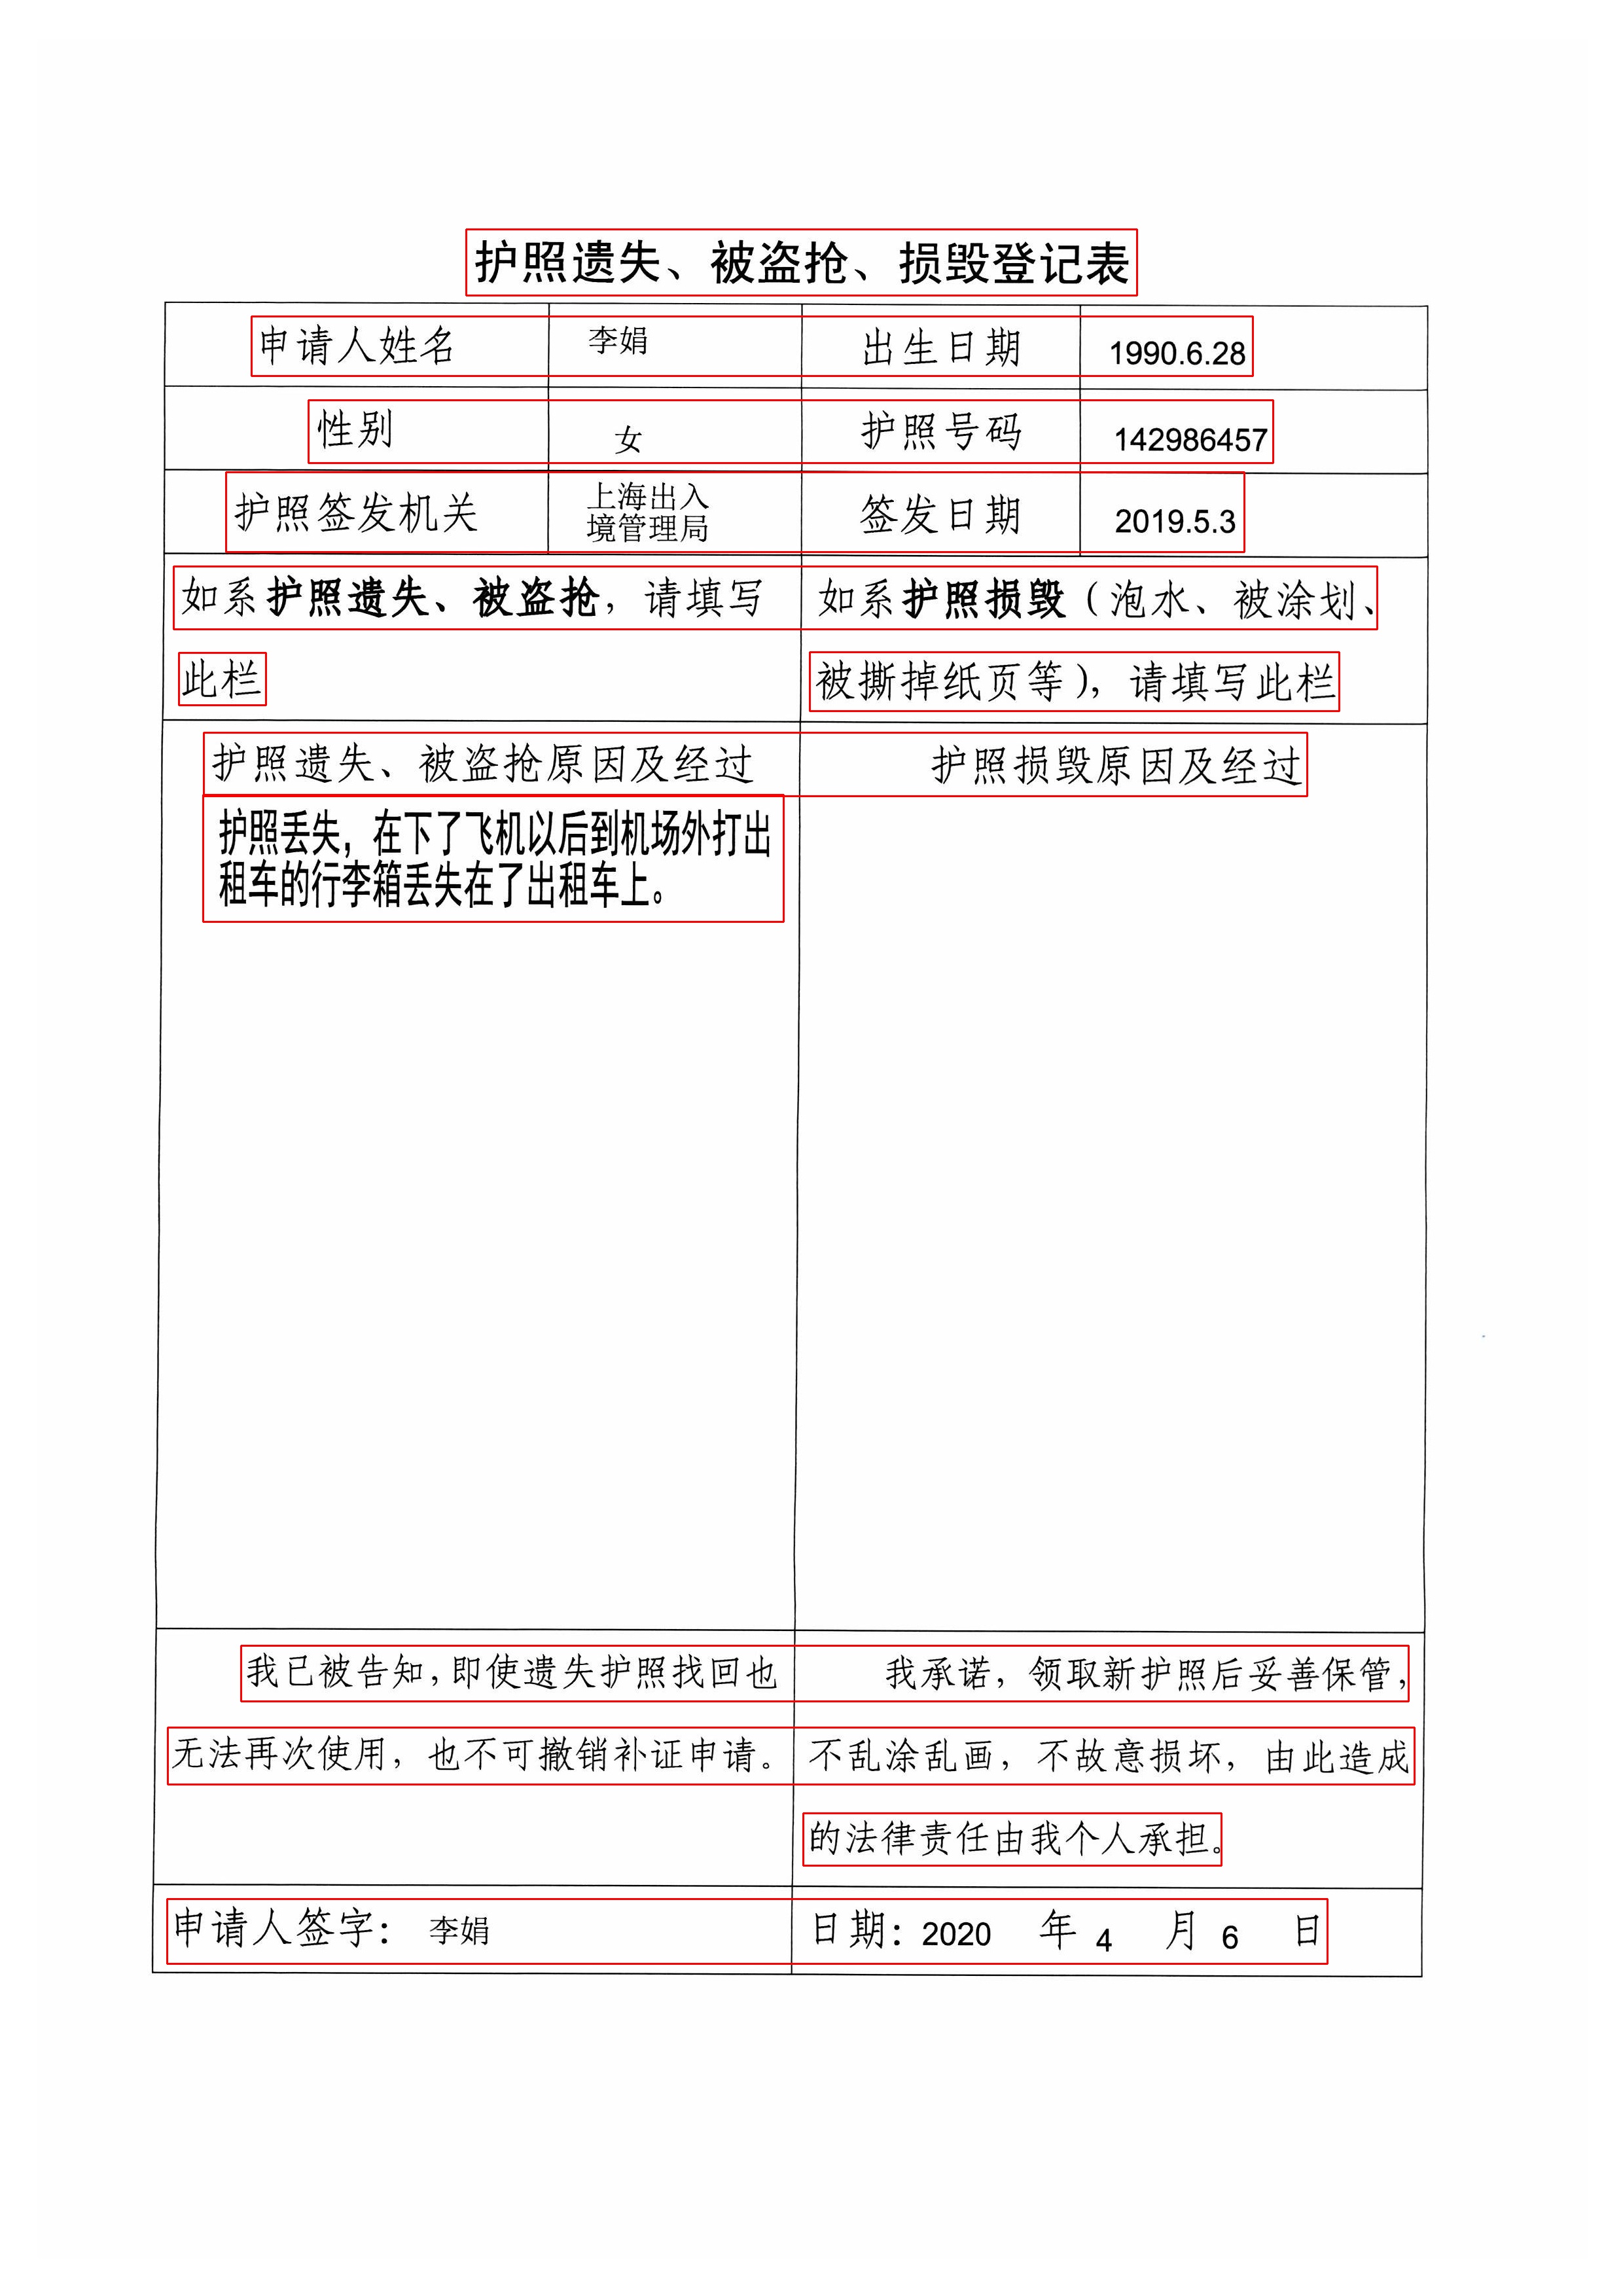 护照遗失、被盗抢、损毁登记表
申请人姓名 李娟 出生日期 1990.6.28
性别 女 护照号码 142986457
护照签发机关 上海出入境管理局 签发日期 2019.5.3
如系护照遗失、被盗抢，请填写 如系护照损毁（泡水、被涂划、
此栏 被撕掉纸页等），请填写此栏
护照遗失、被盗抢原因及经过 护照损毁原因及经过
护照丢失，在下了飞机以后到机场外打出
租车的行李箱丢失在了出租车上。
我已被告知，即使遗失护照找回也 我承诺，领取新护照后妥善保管，
无法再次使用，也不可撤销补证申请。 不乱涂乱画，不故意损坏，由此造成
的法律责任由我个人承担。
申请人签字： 李娟 日期：2020 年 4 月 6 日